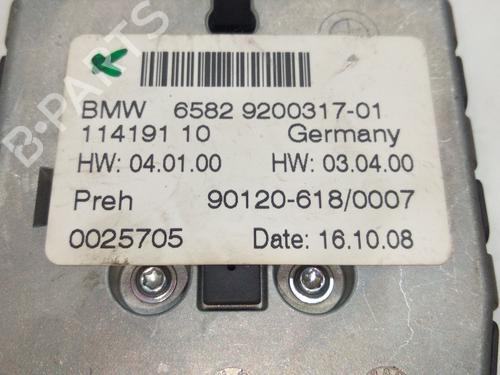 BMW 6582 9200317-01
114191 10 Germany
HW: 04.01.00 HW: 03.04.00
Preh 90120-618/0007
0025705 Date: 16.10.08
B-PARTS